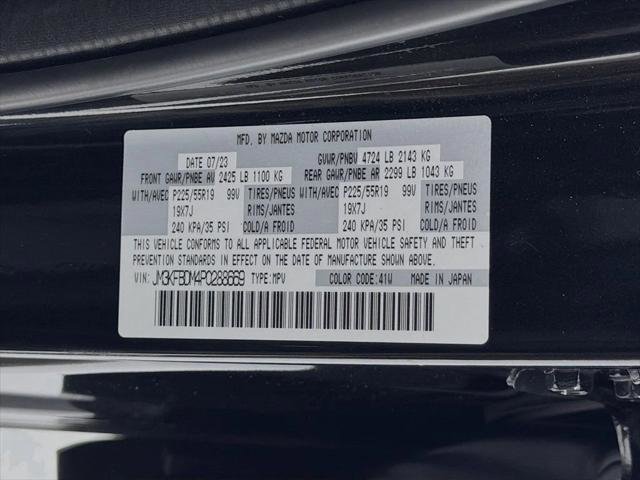 MFD. BY MAZDA MOTOR CORPORATION
DATE 07/23 GVWR/PNBV 4724 LB 2143 KG
FRONT GAWR/PNBE AV 2425 LB 1100 KG REAR GAWR/PNBE AR 2299 LB 1043 KG
WITH/AVEC P225/55R19 99V TIRES/PNEUS WITH/AVEC P225/55R19 99V TIRES/PNEUS
19X7J RIMS/JANTES 19X7J RIMS/JANTES
240 KPA/35 PSI COLD/A FROID 240 KPA/35 PSI COLD/A FROID
THIS VEHICLE CONFORMS TO ALL APPLICABLE FEDERAL MOTOR VEHICLE SAFETY AND THEFT
PREVENTION STANDARDS IN EFFECT ON THE DATE OF MANUFACTURE SHOWN ABOVE.
VIN: JM3KFBDM4P0288669 TYPE:MPV COLOR CODE:41W MADE IN JAPAN